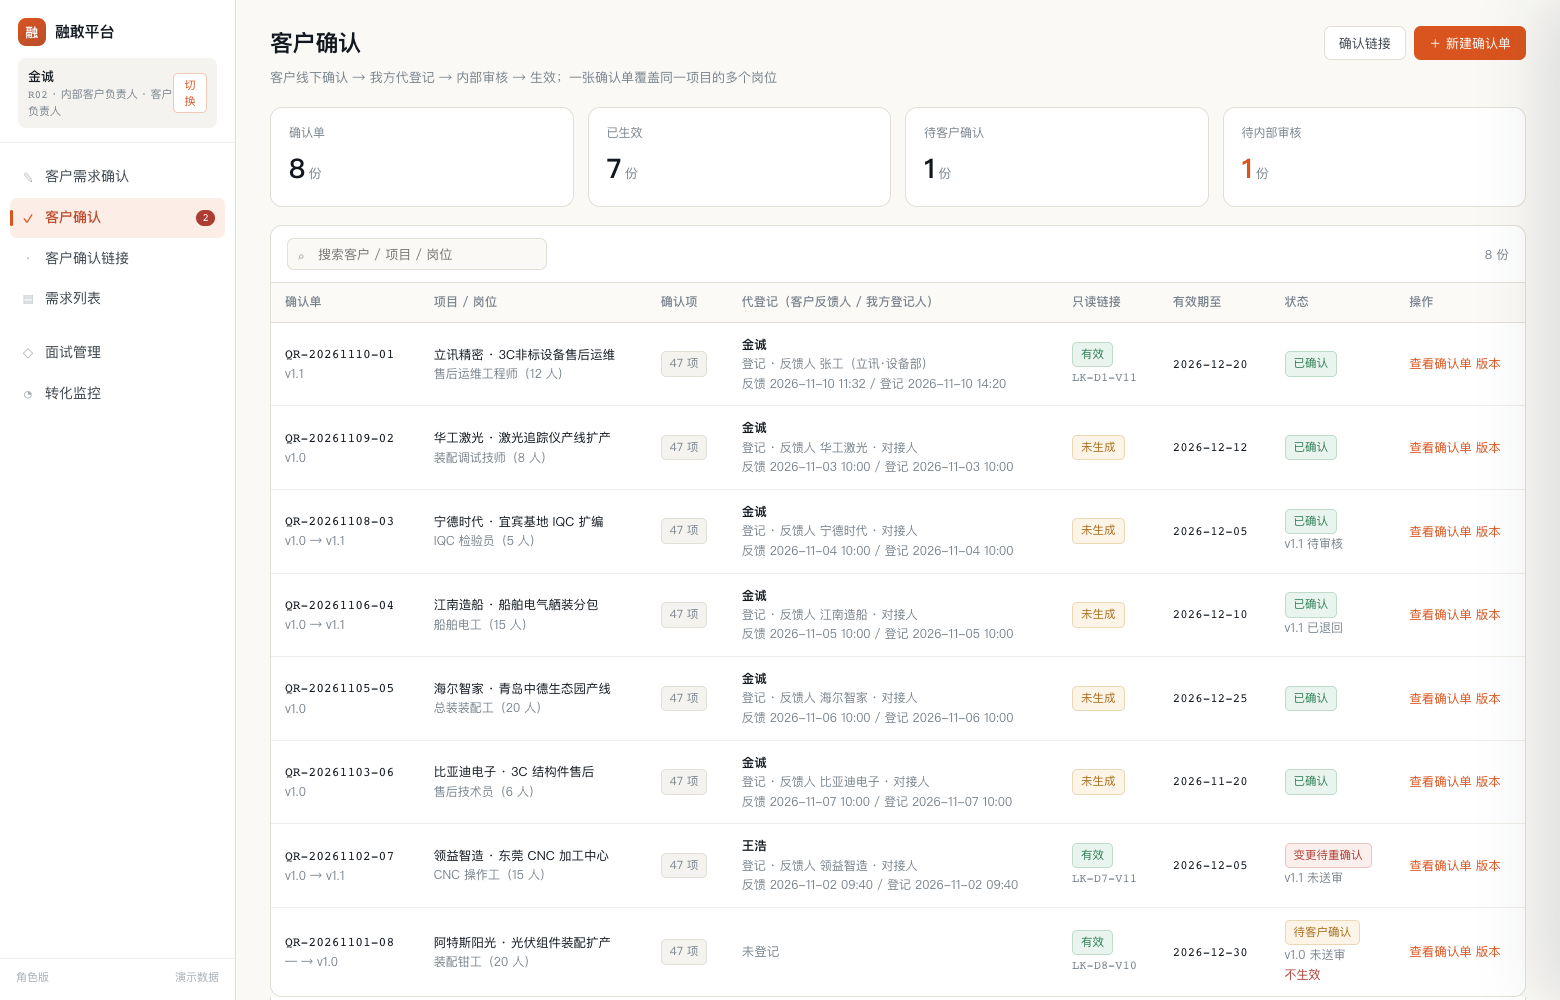 融 融敢平台
金诚
R02 · 内部客户负责人 · 客户
负责人
切
换
客户需求确认
客户确认 2
客户确认链接
需求列表
面试管理
转化监控
角色版 演示数据
客户确认
客户线下确认 → 我方代登记 → 内部审核 → 生效；一张确认单覆盖同一项目的多个岗位
确认链接
＋ 新建确认单
确认单
8 份
已生效
7 份
待客户确认
1 份
待内部审核
1 份
搜索客户 / 项目 / 岗位
8 份
确认单 项目 / 岗位 确认项 代登记（客户反馈人 / 我方登记人） 只读链接 有效期至 状态 操作
QR-20261110-01
v1.1
立讯精密 · 3C非标设备售后运维
售后运维工程师（12 人）
47 项
金诚
登记 · 反馈人 张工（立讯·设备部）
反馈 2026-11-10 11:32 / 登记 2026-11-10 14:20
有效
LK-D1-V11
2026-12-20
已确认
查看确认单 版本
QR-20261109-02
v1.0
华工激光 · 激光追踪仪产线扩产
装配调试技师（8 人）
47 项
金诚
登记 · 反馈人 华工激光 · 对接人
反馈 2026-11-03 10:00 / 登记 2026-11-03 10:00
未生成
2026-12-12
已确认
查看确认单 版本
QR-20261108-03
v1.0 → v1.1
宁德时代 · 宜宾基地 IQC 扩编
IQC 检验员（5 人）
47 项
金诚
登记 · 反馈人 宁德时代 · 对接人
反馈 2026-11-04 10:00 / 登记 2026-11-04 10:00
未生成
2026-12-05
已确认
v1.1 待审核
查看确认单 版本
QR-20261106-04
v1.0 → v1.1
江南造船 · 船舶电气舾装分包
船舶电工（15 人）
47 项
金诚
登记 · 反馈人 江南造船 · 对接人
反馈 2026-11-05 10:00 / 登记 2026-11-05 10:00
未生成
2026-12-10
已确认
v1.1 已退回
查看确认单 版本
QR-20261105-05
v1.0
海尔智家 · 青岛中德生态园产线
总装装配工（20 人）
47 项
金诚
登记 · 反馈人 海尔智家 · 对接人
反馈 2026-11-06 10:00 / 登记 2026-11-06 10:00
未生成
2026-12-25
已确认
查看确认单 版本
QR-20261103-06
v1.0
比亚迪电子 · 3C 结构件售后
售后技术员（6 人）
47 项
金诚
登记 · 反馈人 比亚迪电子 · 对接人
反馈 2026-11-07 10:00 / 登记 2026-11-07 10:00
未生成
2026-11-20
已确认
查看确认单 版本
QR-20261102-07
v1.0 → v1.1
领益智造 · 东莞 CNC 加工中心
CNC 操作工（15 人）
47 项
王浩
登记 · 反馈人 领益智造 · 对接人
反馈 2026-11-02 09:40 / 登记 2026-11-02 09:40
有效
LK-D7-V11
2026-12-05
变更待重确认
v1.1 未送审
查看确认单 版本
QR-20261101-08
— → v1.0
阿特斯阳光 · 光伏组件装配扩产
装配钳工（20 人）
47 项
未登记
有效
LK-D8-V10
2026-12-30
待客户确认
v1.0 未送审
不生效
查看确认单 版本